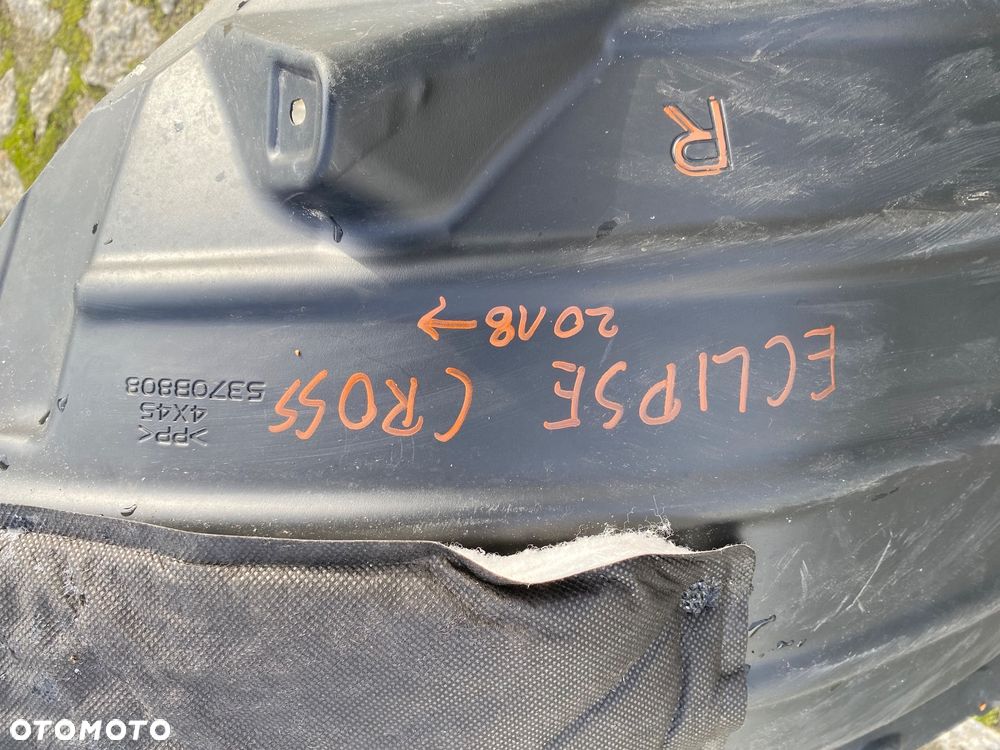 R
ECLIPSE CROSS
2018→
5370B808
4X45
>PP<
OTOMOTO